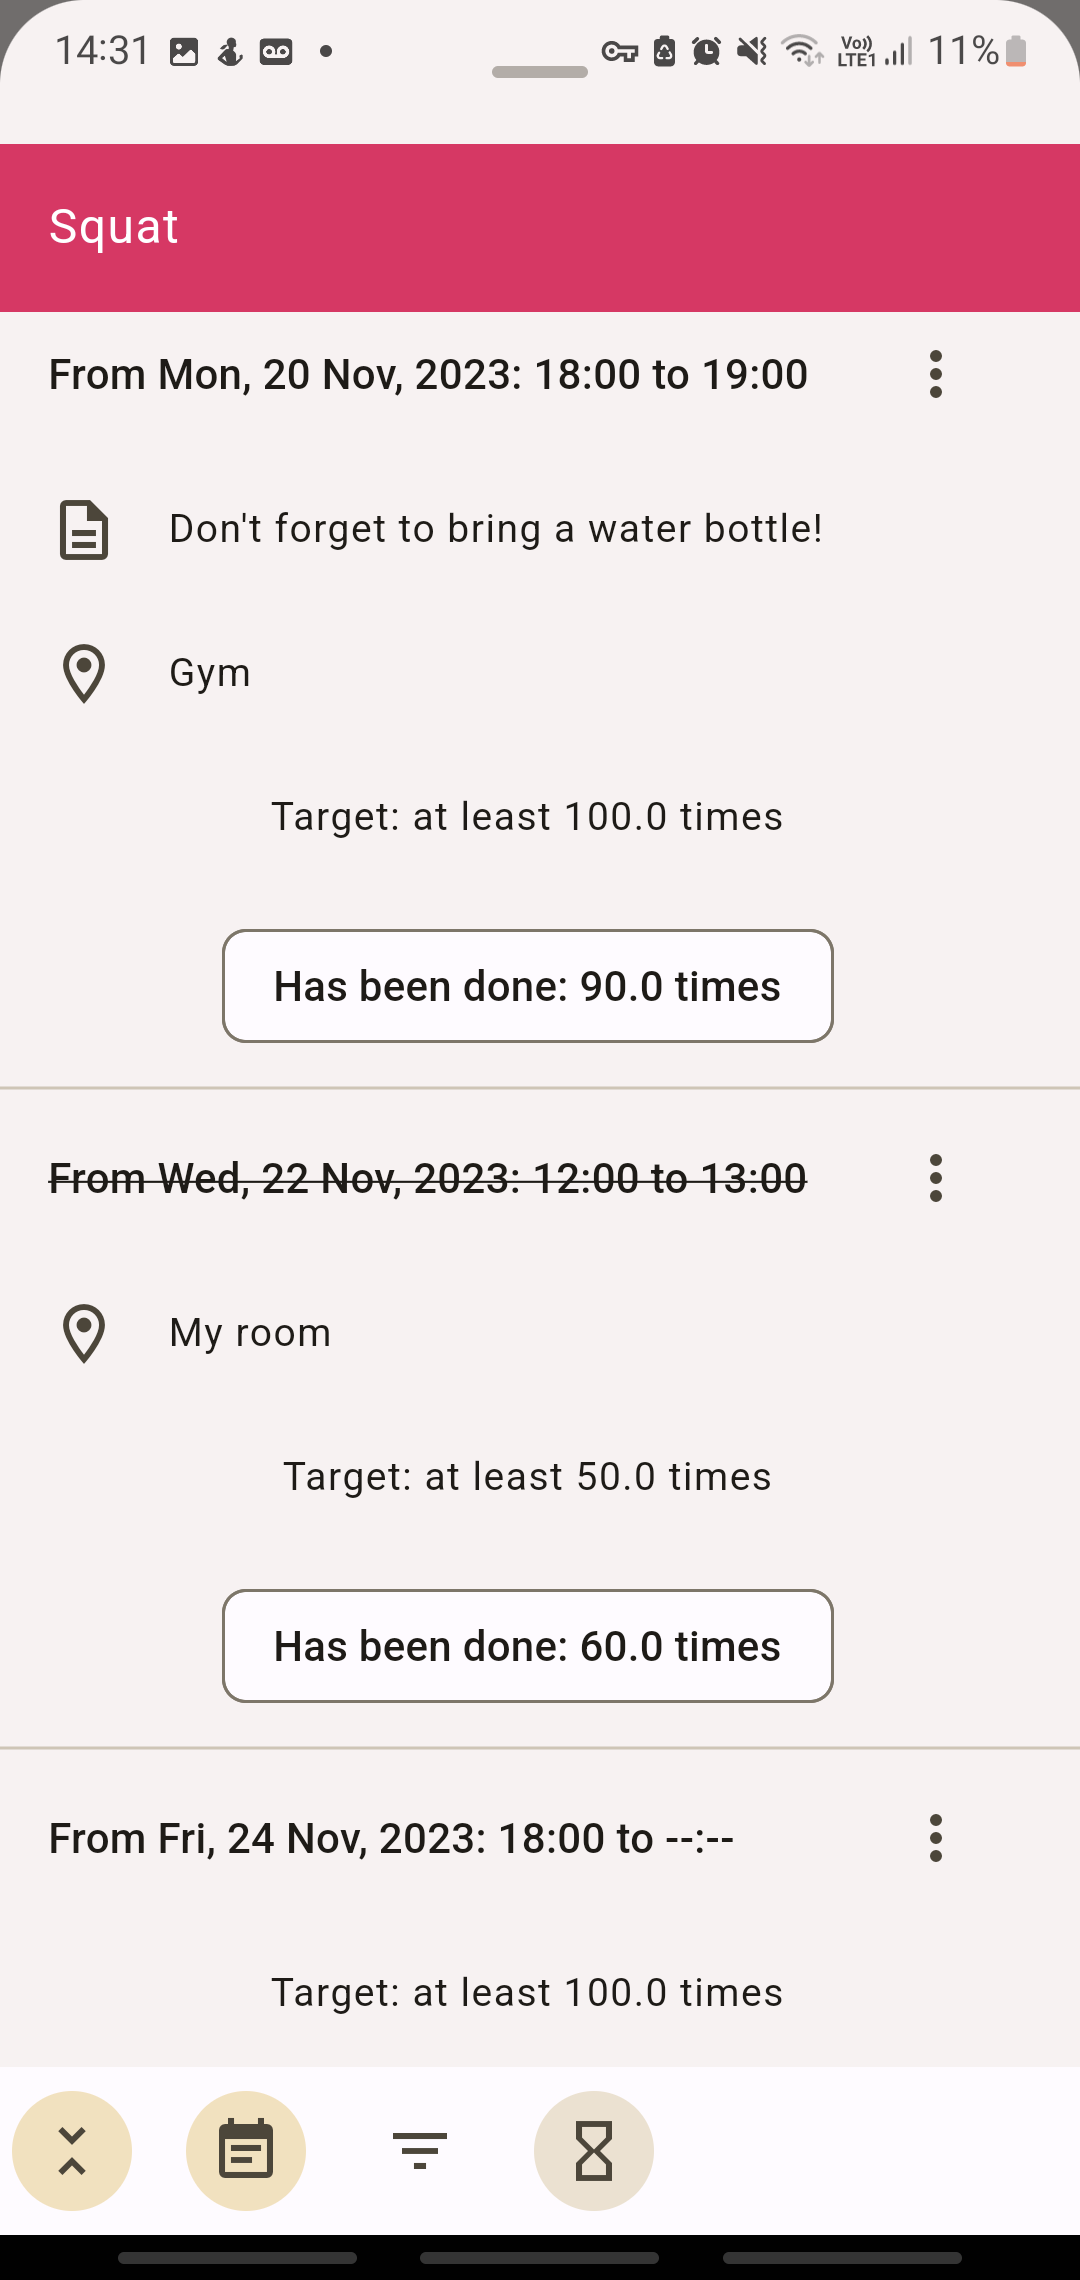 14:31
Vo)) LTE1 11%
Squat
From Mon, 20 Nov, 2023: 18:00 to 19:00
Don't forget to bring a water bottle!
Gym
Target: at least 100.0 times
Has been done: 90.0 times
From Wed, 22 Nov, 2023: 12:00 to 13:00
My room
Target: at least 50.0 times
Has been done: 60.0 times
From Fri, 24 Nov, 2023: 18:00 to --:--
Target: at least 100.0 times